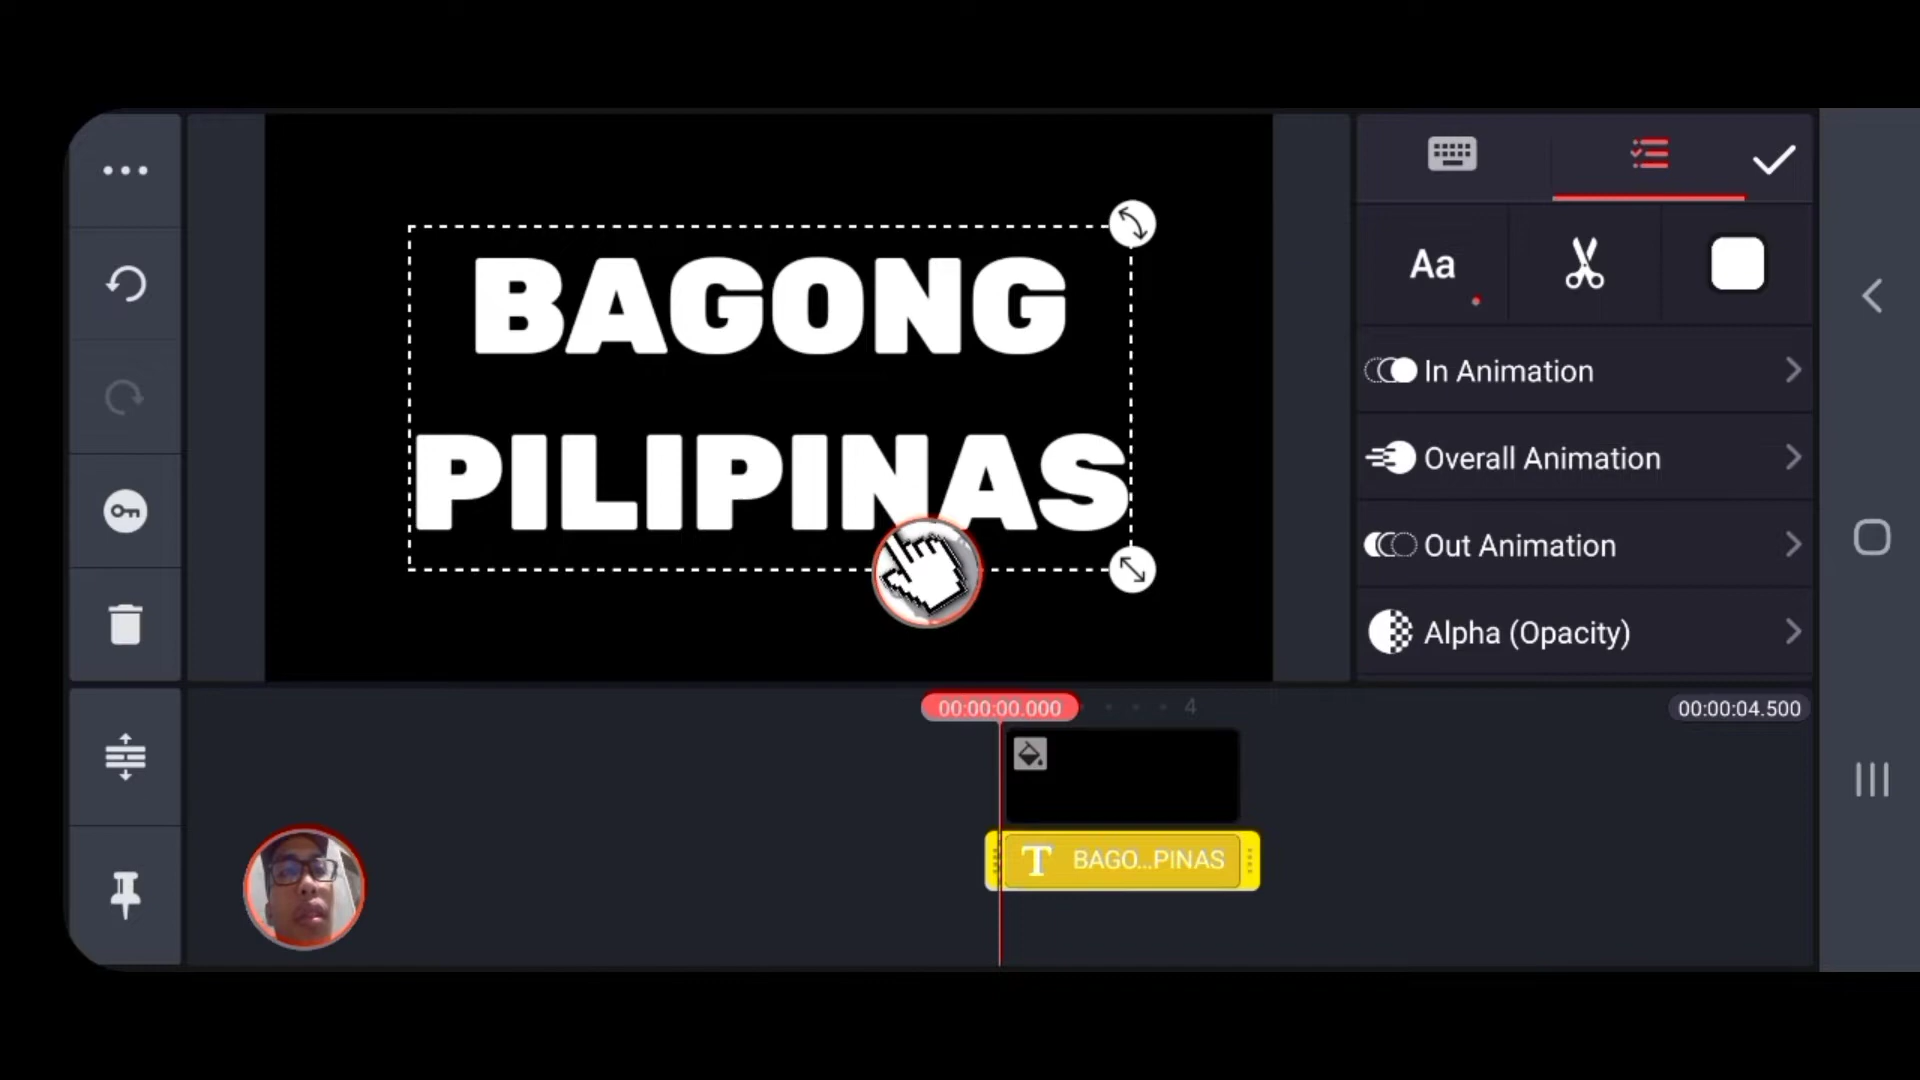 BAGONG
PILIPINAS
Aa
In Animation
Overall Animation
Out Animation
Alpha (Opacity)
00:00:00.000
4
00:00:04.500
T BAGO...PINAS